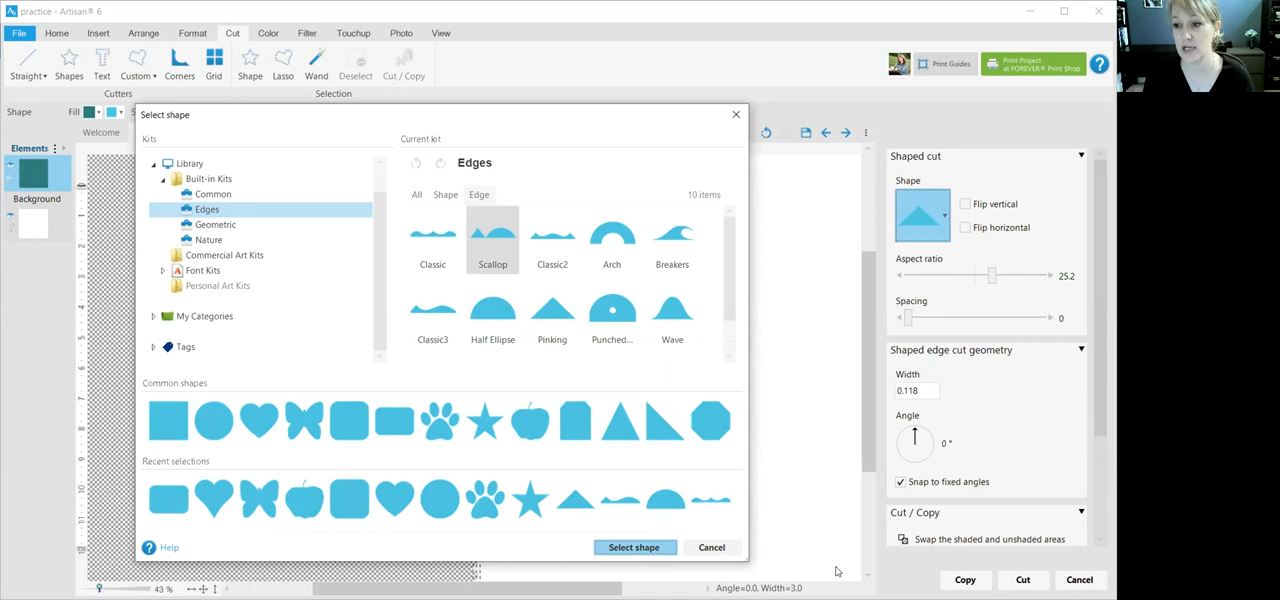 practice - Artisan® 6
File Home Insert Arrange Format Cut Color Filter Touchup Photo View
Straight Shapes Text Custom Corners Grid Shape Lasso Wand Deselect Cut / Copy
Print Guides
Print Project
at FOREVER® Print Shop
Cutters Selection
Shape Fill
Welcome
Elements
Background
Select shape
Kits
Library
Built-in Kits
Common
Edges
Geometric
Nature
Commercial Art Kits
Font Kits
Personal Art Kits
My Categories
Tags
Current kit
Edges
All Shape Edge 10 items
Classic Scallop Classic2 Arch Breakers
Classic3 Half Ellipse Pinking Punched... Wave
Common shapes
Recent selections
Help
Select shape Cancel
Shaped cut
Shape
Flip vertical
Flip horizontal
Aspect ratio
25.2
Spacing
0
Shaped edge cut geometry
Width
0.118
Angle
0 °
Snap to fixed angles
Cut / Copy
Swap the shaded and unshaded areas
Copy Cut Cancel
43 %
Angle=0.0, Width=3.0